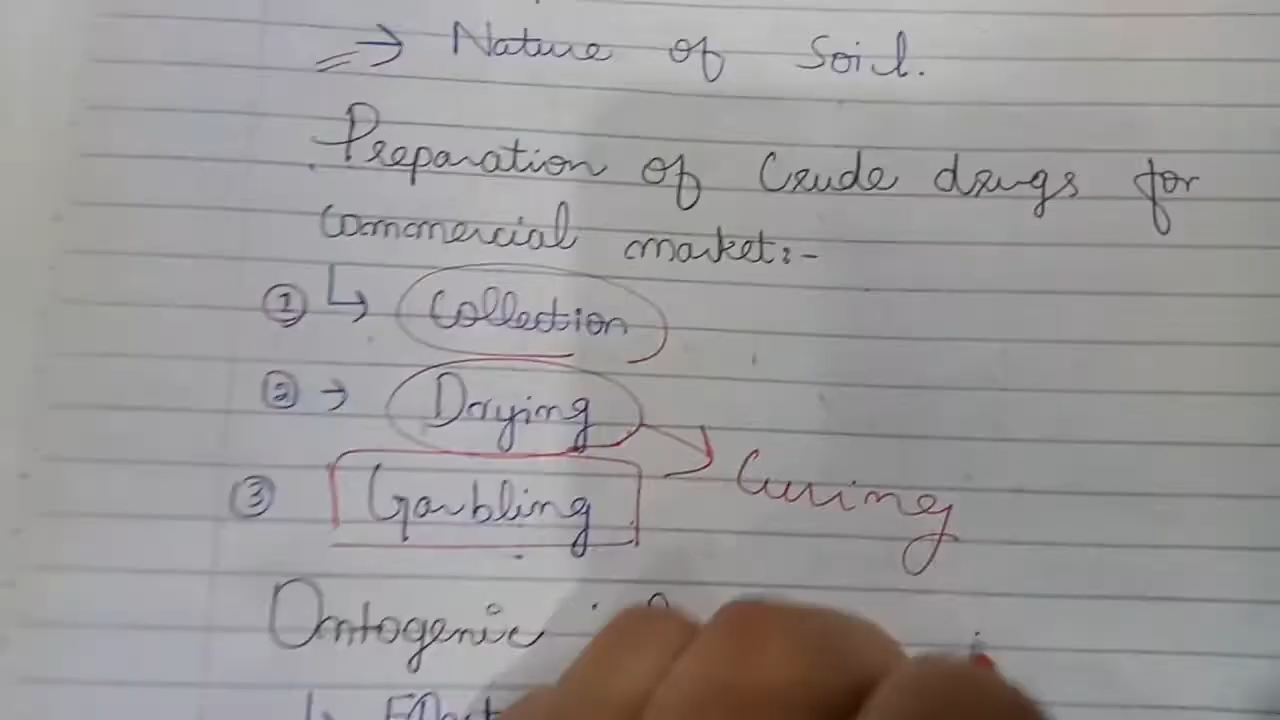 => Nature of Soil.
Preparation of Crude drugs for
commercial market:-
① ↳ Collection
② → Drying
→ Curing
③ Garbling
Ontogenic